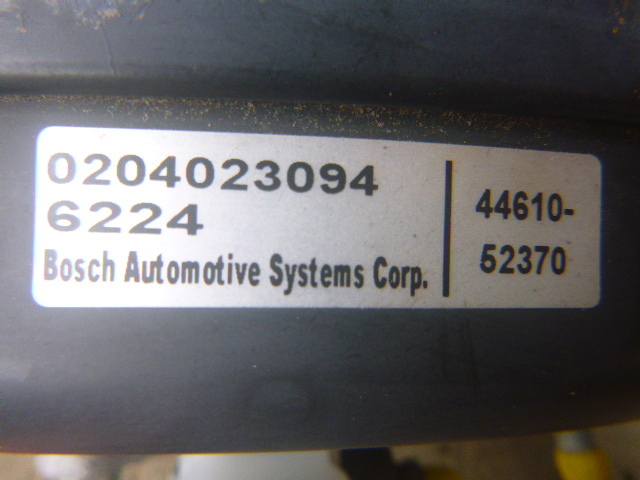 0204023094
6224
Bosch Automotive Systems Corp.
44610-
52370